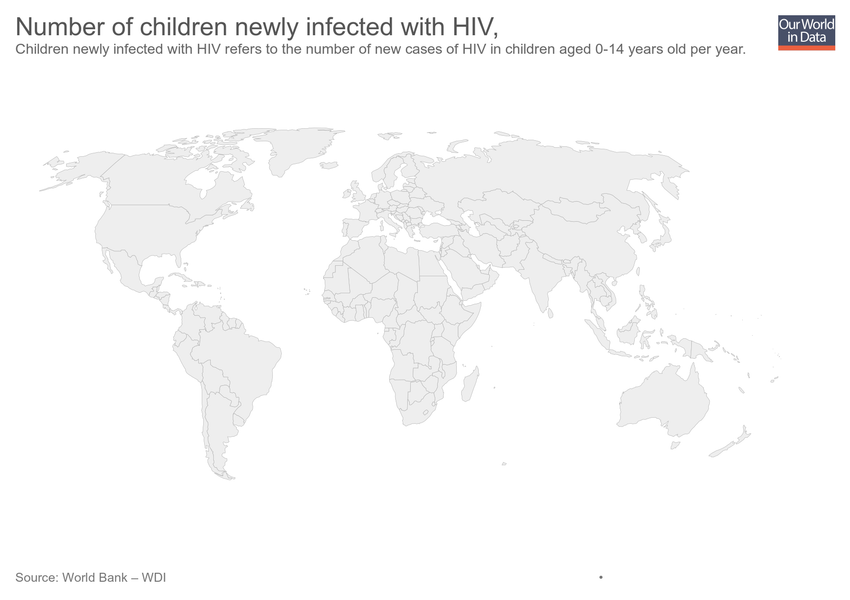 Number of children newly infected with HIV,
Children newly infected with HIV refers to the number of new cases of HIV in children aged 0-14 years old per year.
Our World
in Data
Source: World Bank – WDI
•